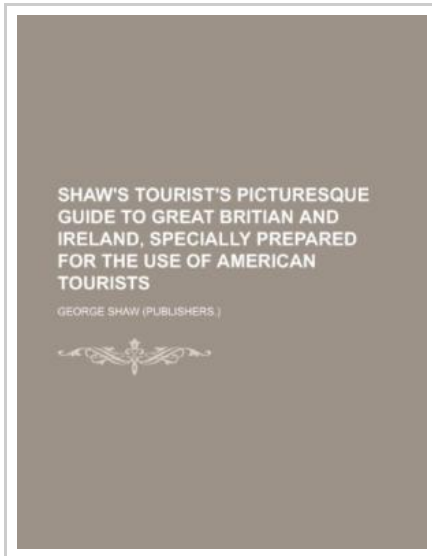 SHAW'S TOURIST'S PICTURESQUE
GUIDE TO GREAT BRITIAN AND
IRELAND, SPECIALLY PREPARED
FOR THE USE OF AMERICAN
TOURISTS
GEORGE SHAW (PUBLISHERS.)